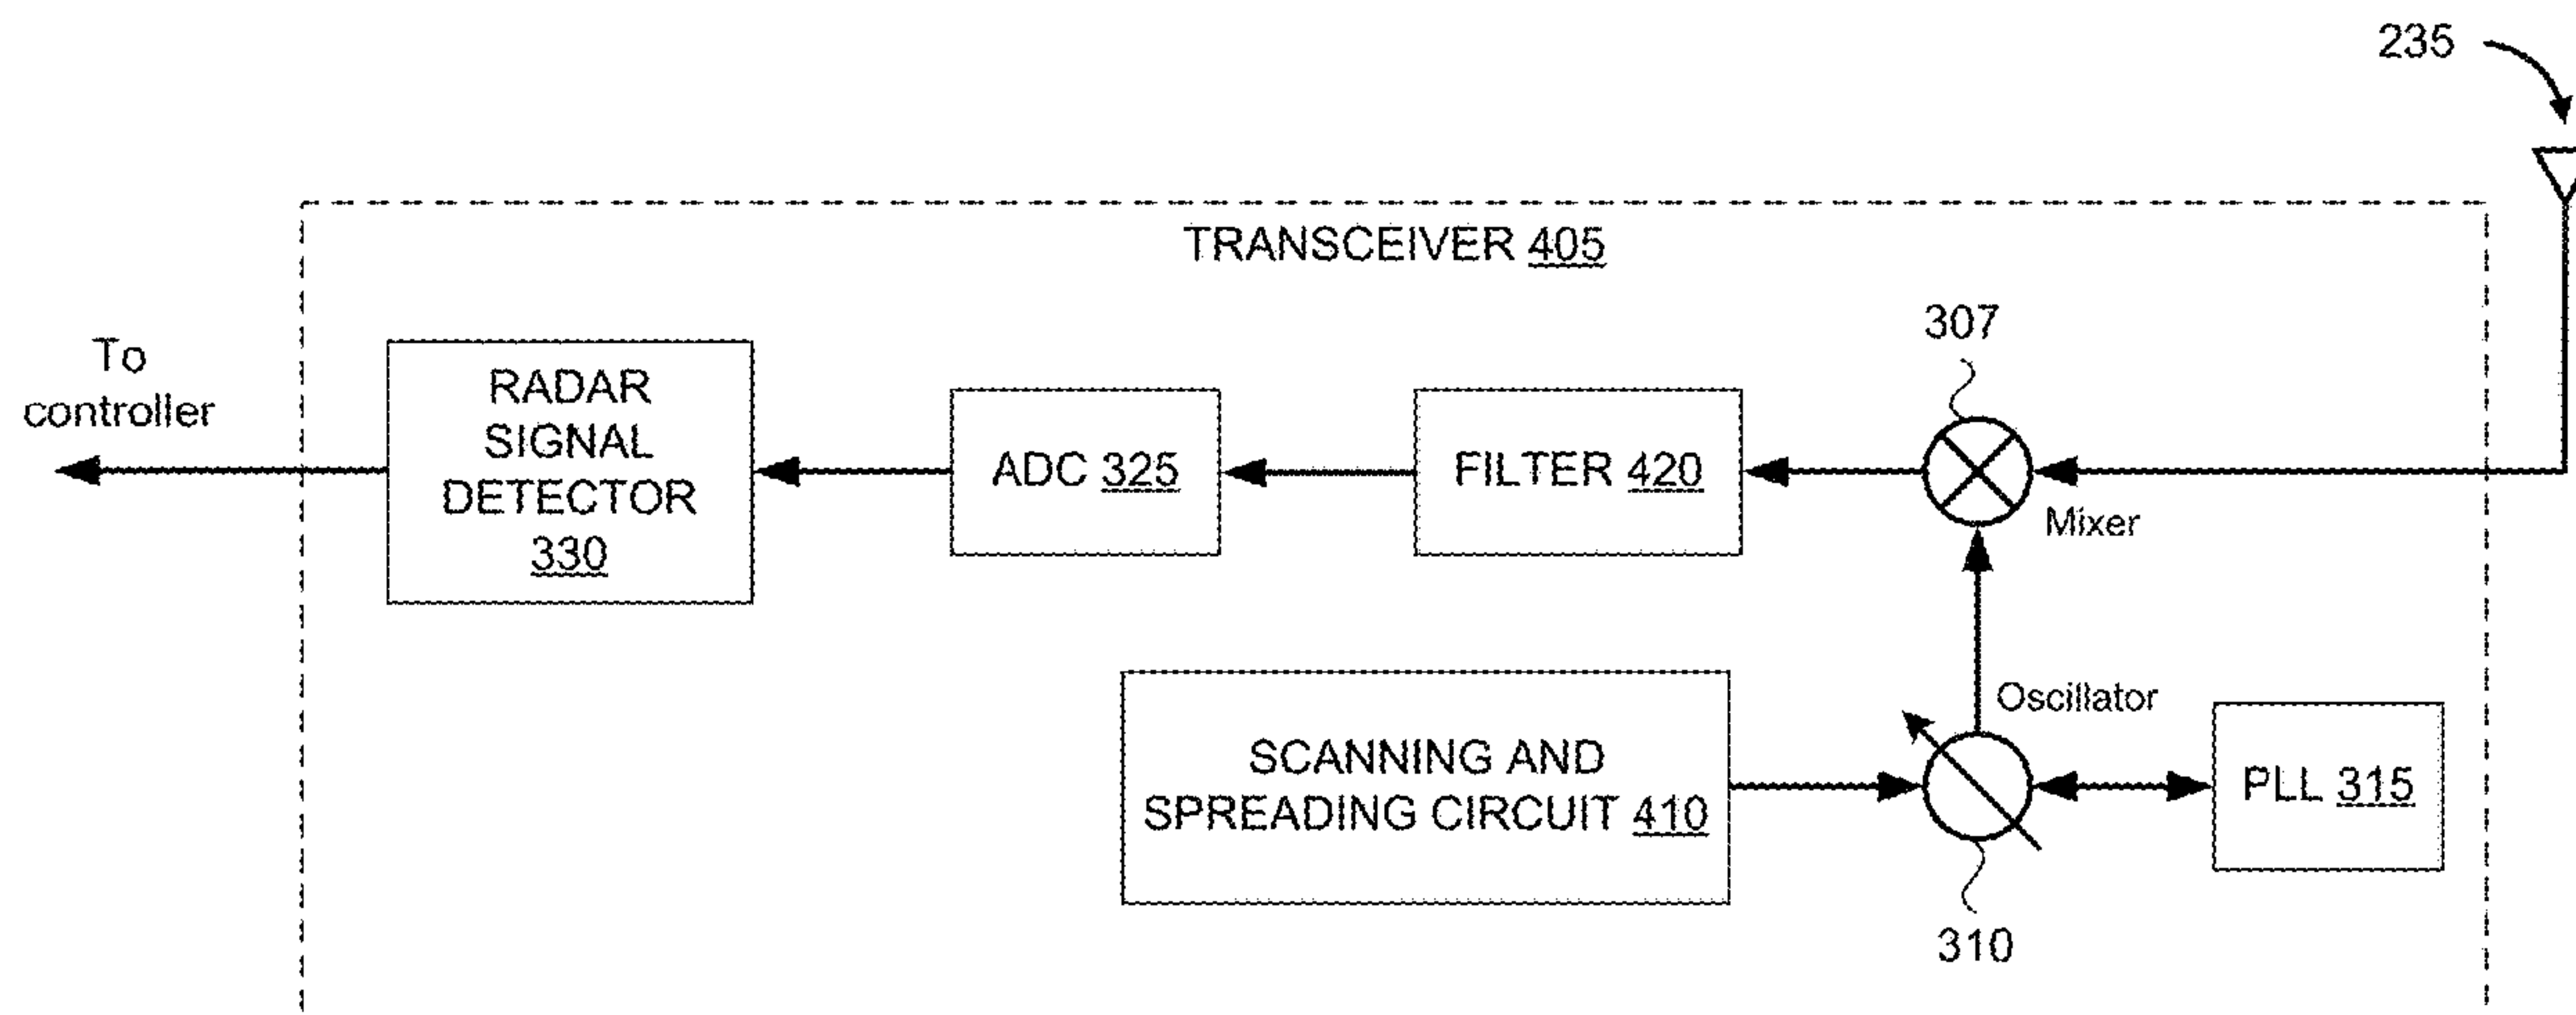 235
TRANSCEIVER 405
307
To
controller
RADAR
SIGNAL
DETECTOR
330
ADC 325
FILTER 420
Mixer
Oscillator
SCANNING AND
SPREADING CIRCUIT 410
PLL 315
310